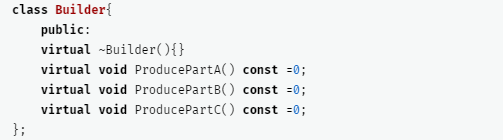 class Builder{
    public:
    virtual ~Builder(){}
    virtual void ProducePartA() const =0;
    virtual void ProducePartB() const =0;
    virtual void ProducePartC() const =0;
};